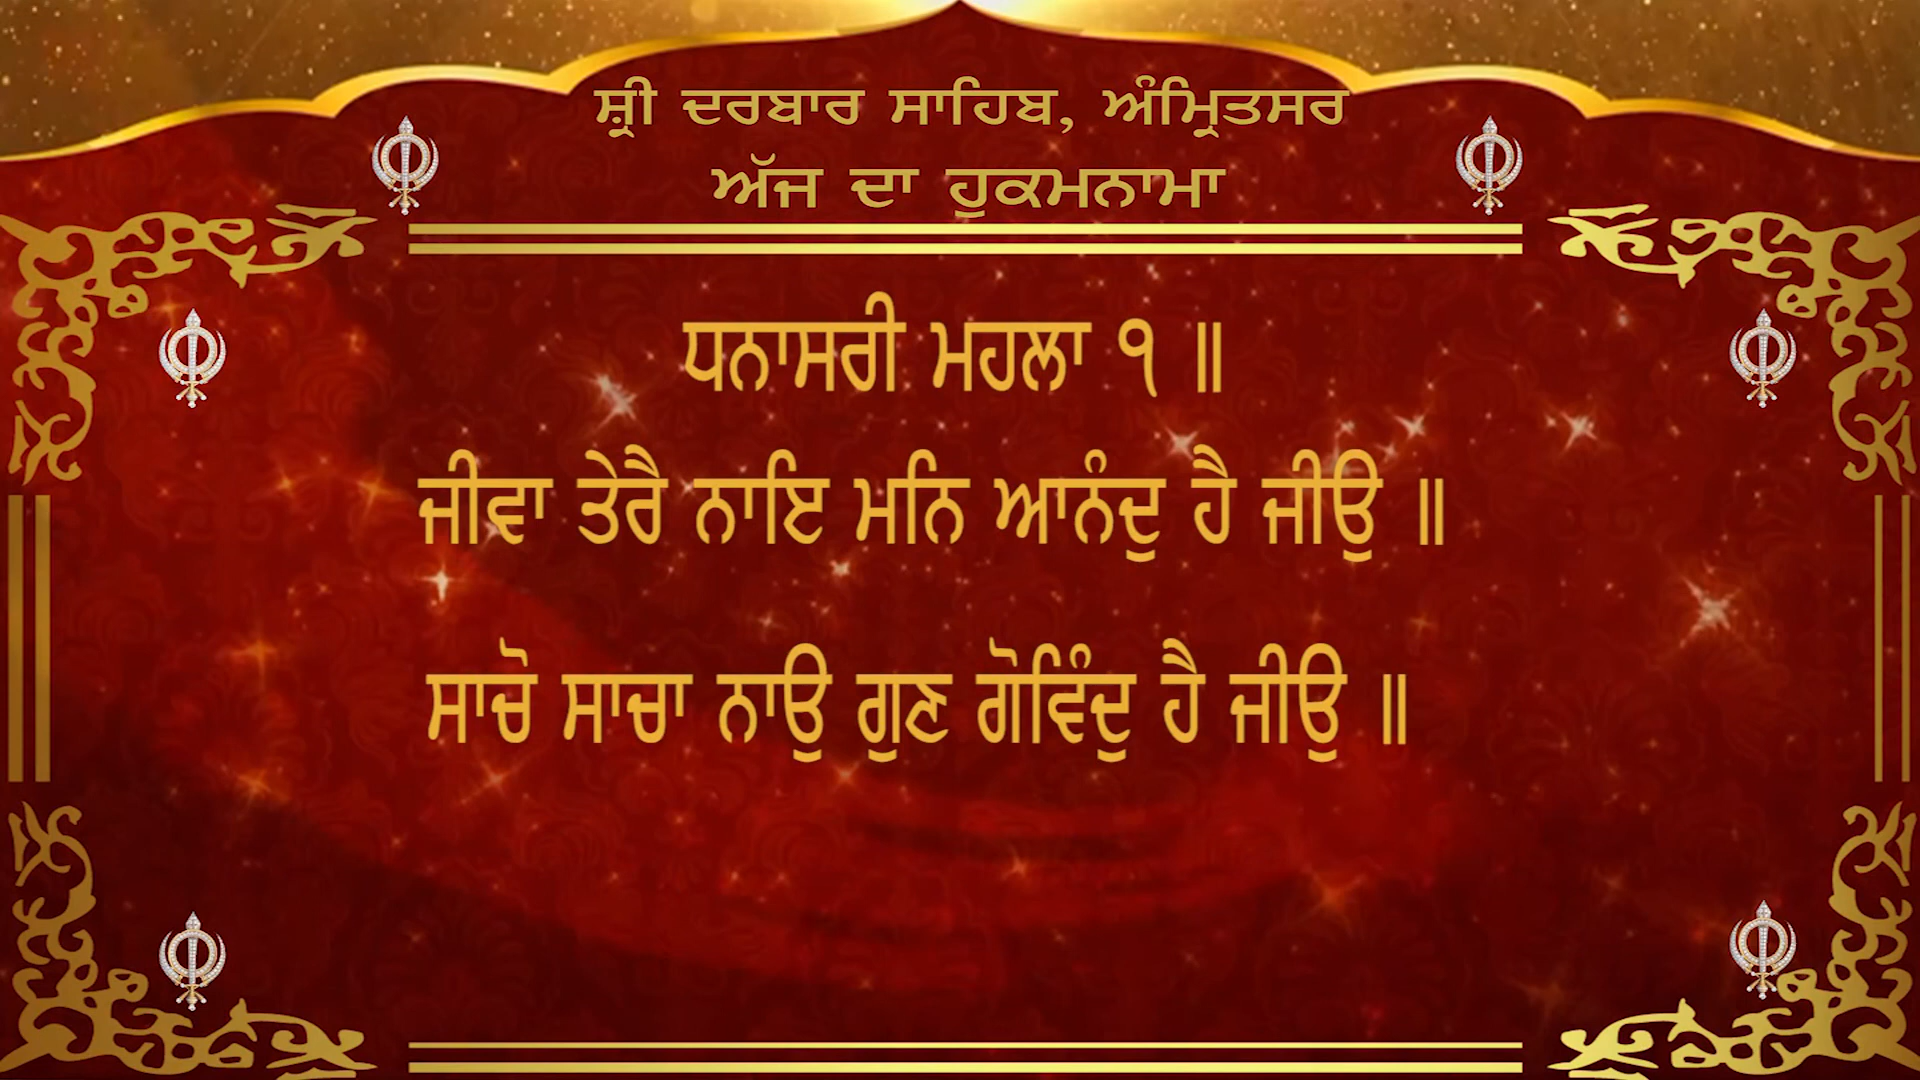 ਸ਼੍ਰੀ ਦਰਬਾਰ ਸਾਹਿਬ, ਅੰਮ੍ਰਿਤਸਰ
ਅੱਜ ਦਾ ਹੁਕਮਨਾਮਾ
ਧਨਾਸਰੀ ਮਹਲਾ ੧ ॥
ਜੀਵਾ ਤੇਰੈ ਨਾਇ ਮਨਿ ਆਨੰਦੁ ਹੈ ਜੀਉ ॥
ਸਾਚੋ ਸਾਚਾ ਨਾਉ ਗੁਣ ਗੋਵਿੰਦੁ ਹੈ ਜੀਉ ॥